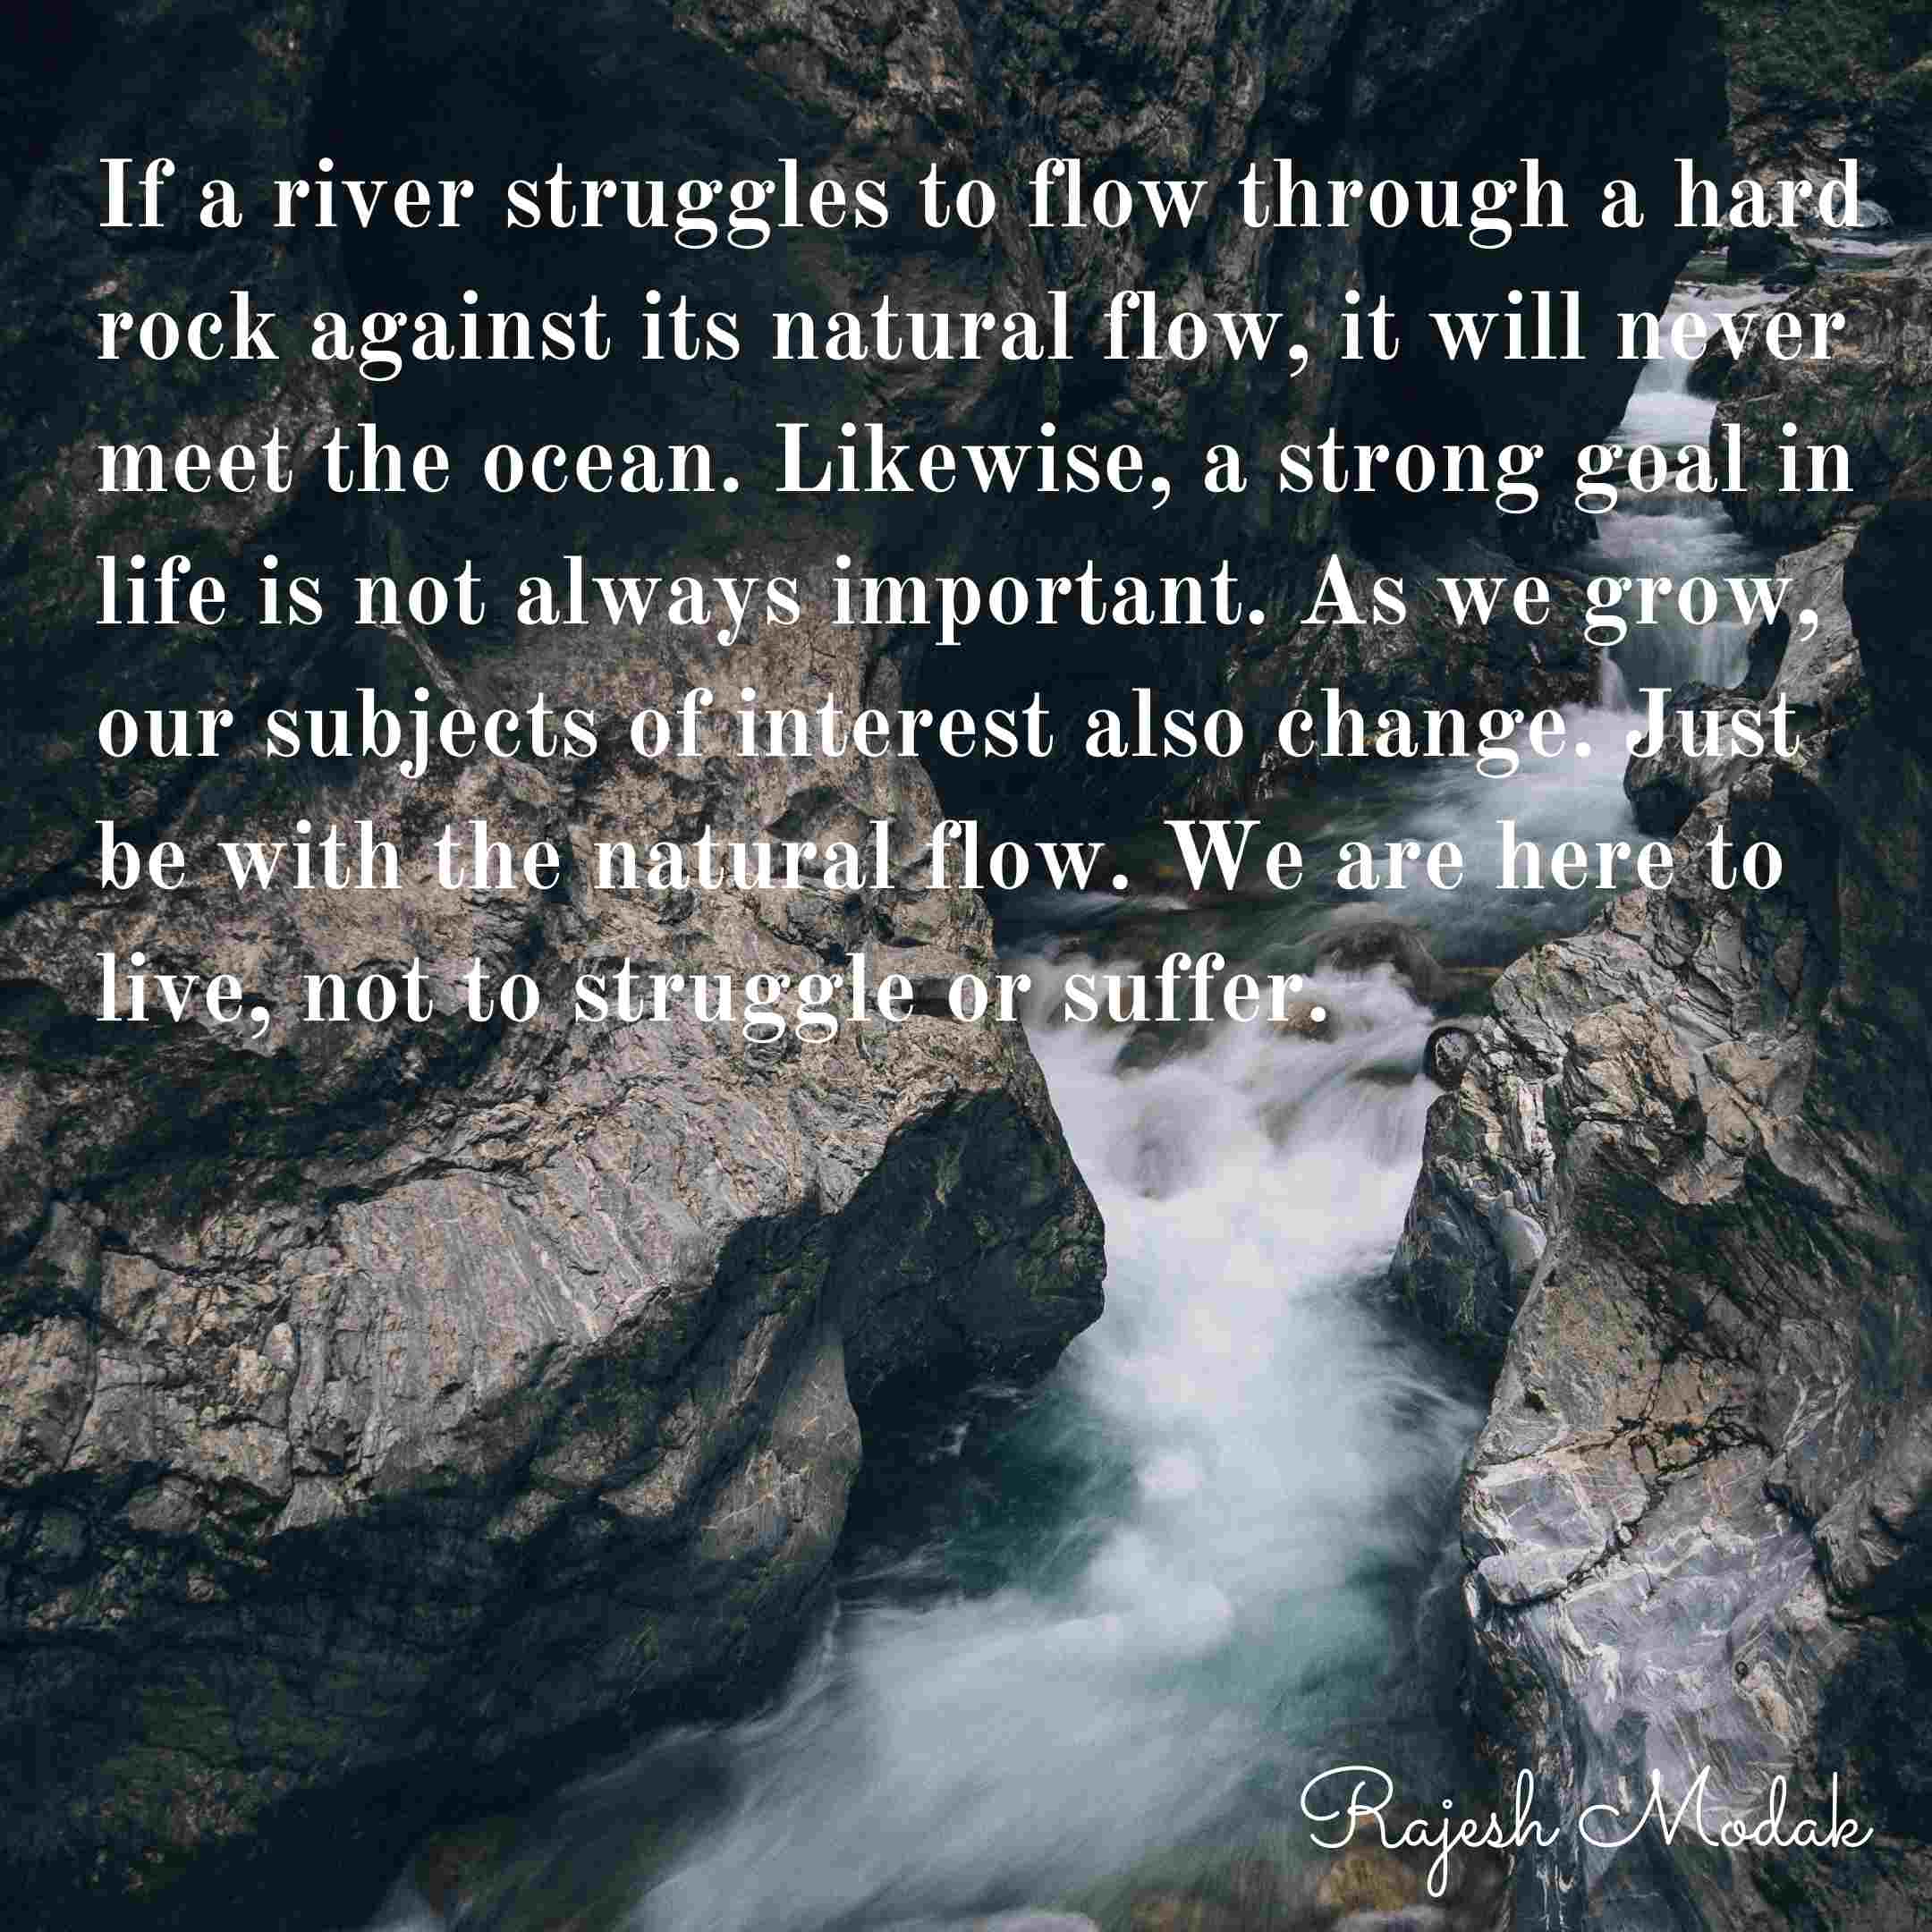 If a river struggles to flow through a hard
rock against its natural flow, it will never
meet the ocean. Likewise, a strong goal in
life is not always important. As we grow,
our subjects of interest also change. Just
be with the natural flow. We are here to
live, not to struggle or suffer.
Rajesh Modak